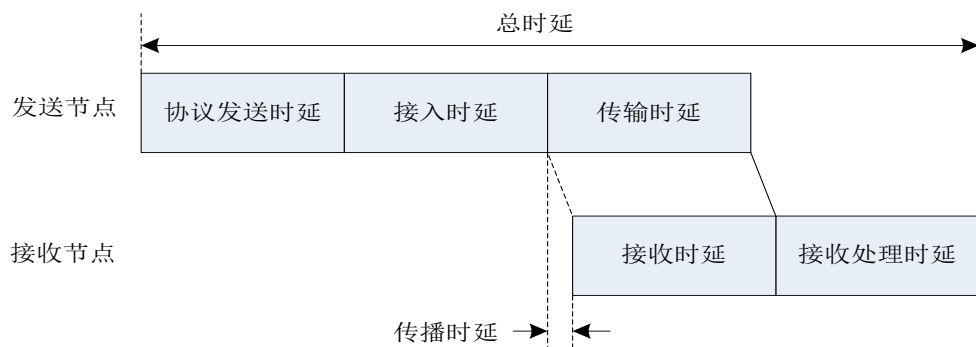 总时延
发送节点 协议发送时延 接入时延 传输时延
接收节点 接收时延 接收处理时延
传播时延